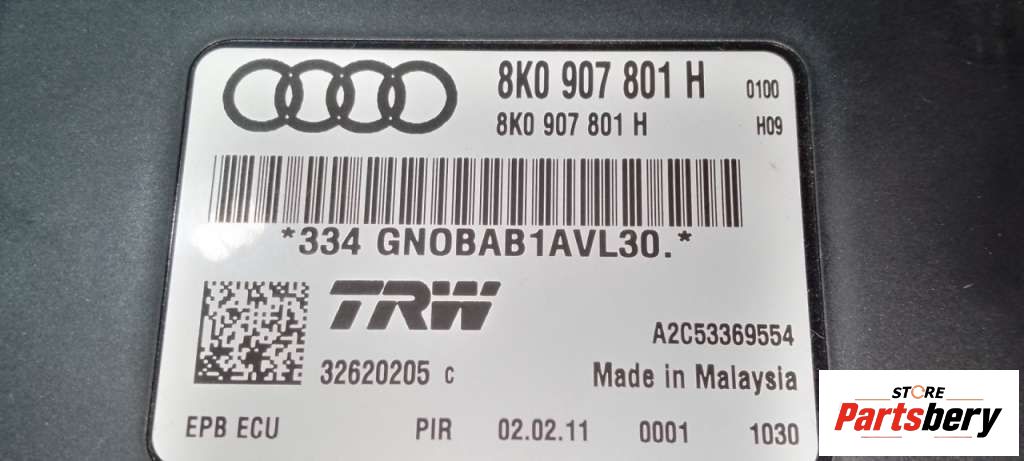 8K0 907 801 H 0100
8K0 907 801 H H09
*334 GNOBAB1AVL30.*
TRW
A2C53369554
32620205 C Made in Malaysia
EPB ECU PIR 02.02.11 0001 1030
STORE
Partsbery